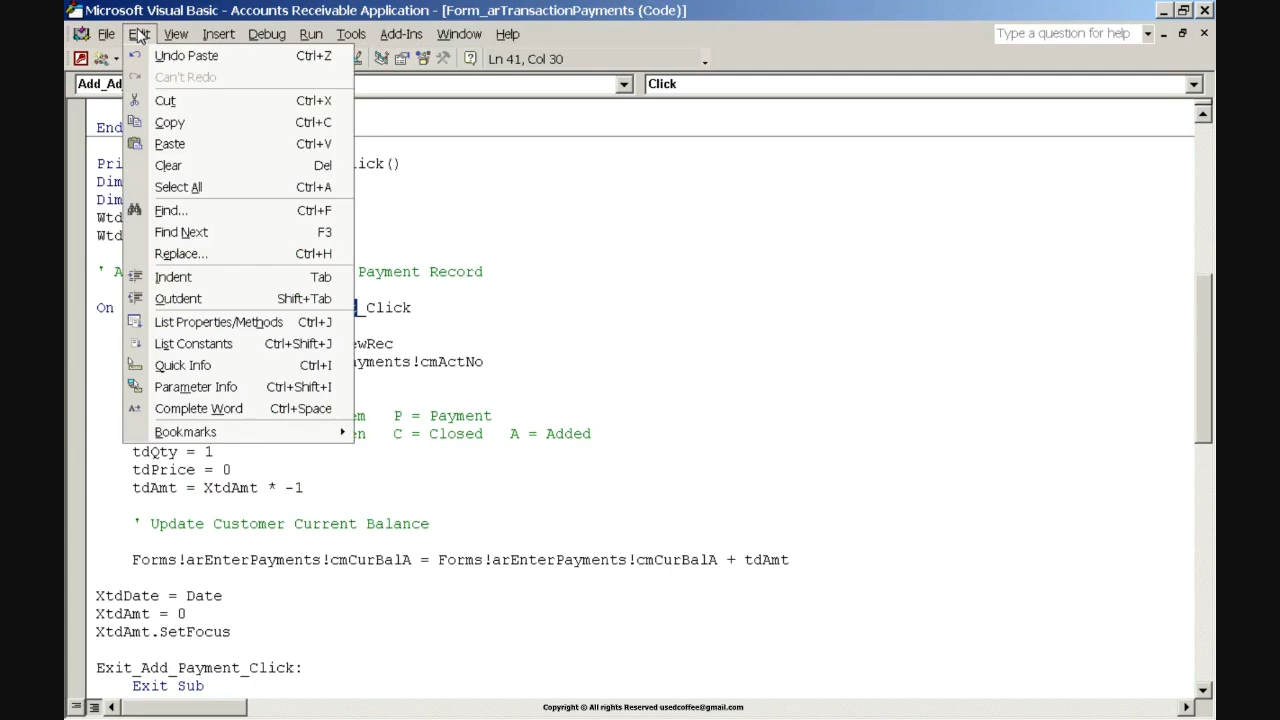 Microsoft Visual Basic - Accounts Receivable Application - [Form_arTransactionPayments (Code)]
File Edit View Insert Debug Run Tools Add-Ins Window Help Type a question for help
Ln 41, Col 30
Add_Ad Click
Undo Paste Ctrl+Z
Can't Redo
Cut Ctrl+X
Copy Ctrl+C
Paste Ctrl+V
Clear Del
Select All Ctrl+A
Find... Ctrl+F
Find Next F3
Replace... Ctrl+H
Indent Tab
Outdent Shift+Tab
List Properties/Methods Ctrl+J
List Constants Ctrl+Shift+J
Quick Info Ctrl+I
Parameter Info Ctrl+Shift+I
Complete Word Ctrl+Space
Bookmarks
End
Pri lick()
Dim
Dim
Wtd
Wtd
' A Payment Record
On _Click
ewRec
yments!cmActNo
em P = Payment
en C = Closed A = Added
tdQty = 1
tdPrice = 0
tdAmt = XtdAmt * -1
' Update Customer Current Balance
Forms!arEnterPayments!cmCurBalA = Forms!arEnterPayments!cmCurBalA + tdAmt
XtdDate = Date
XtdAmt = 0
XtdAmt.SetFocus
Exit_Add_Payment_Click:
Exit Sub
Copyright © All rights Reserved usedcoffee@gmail.com